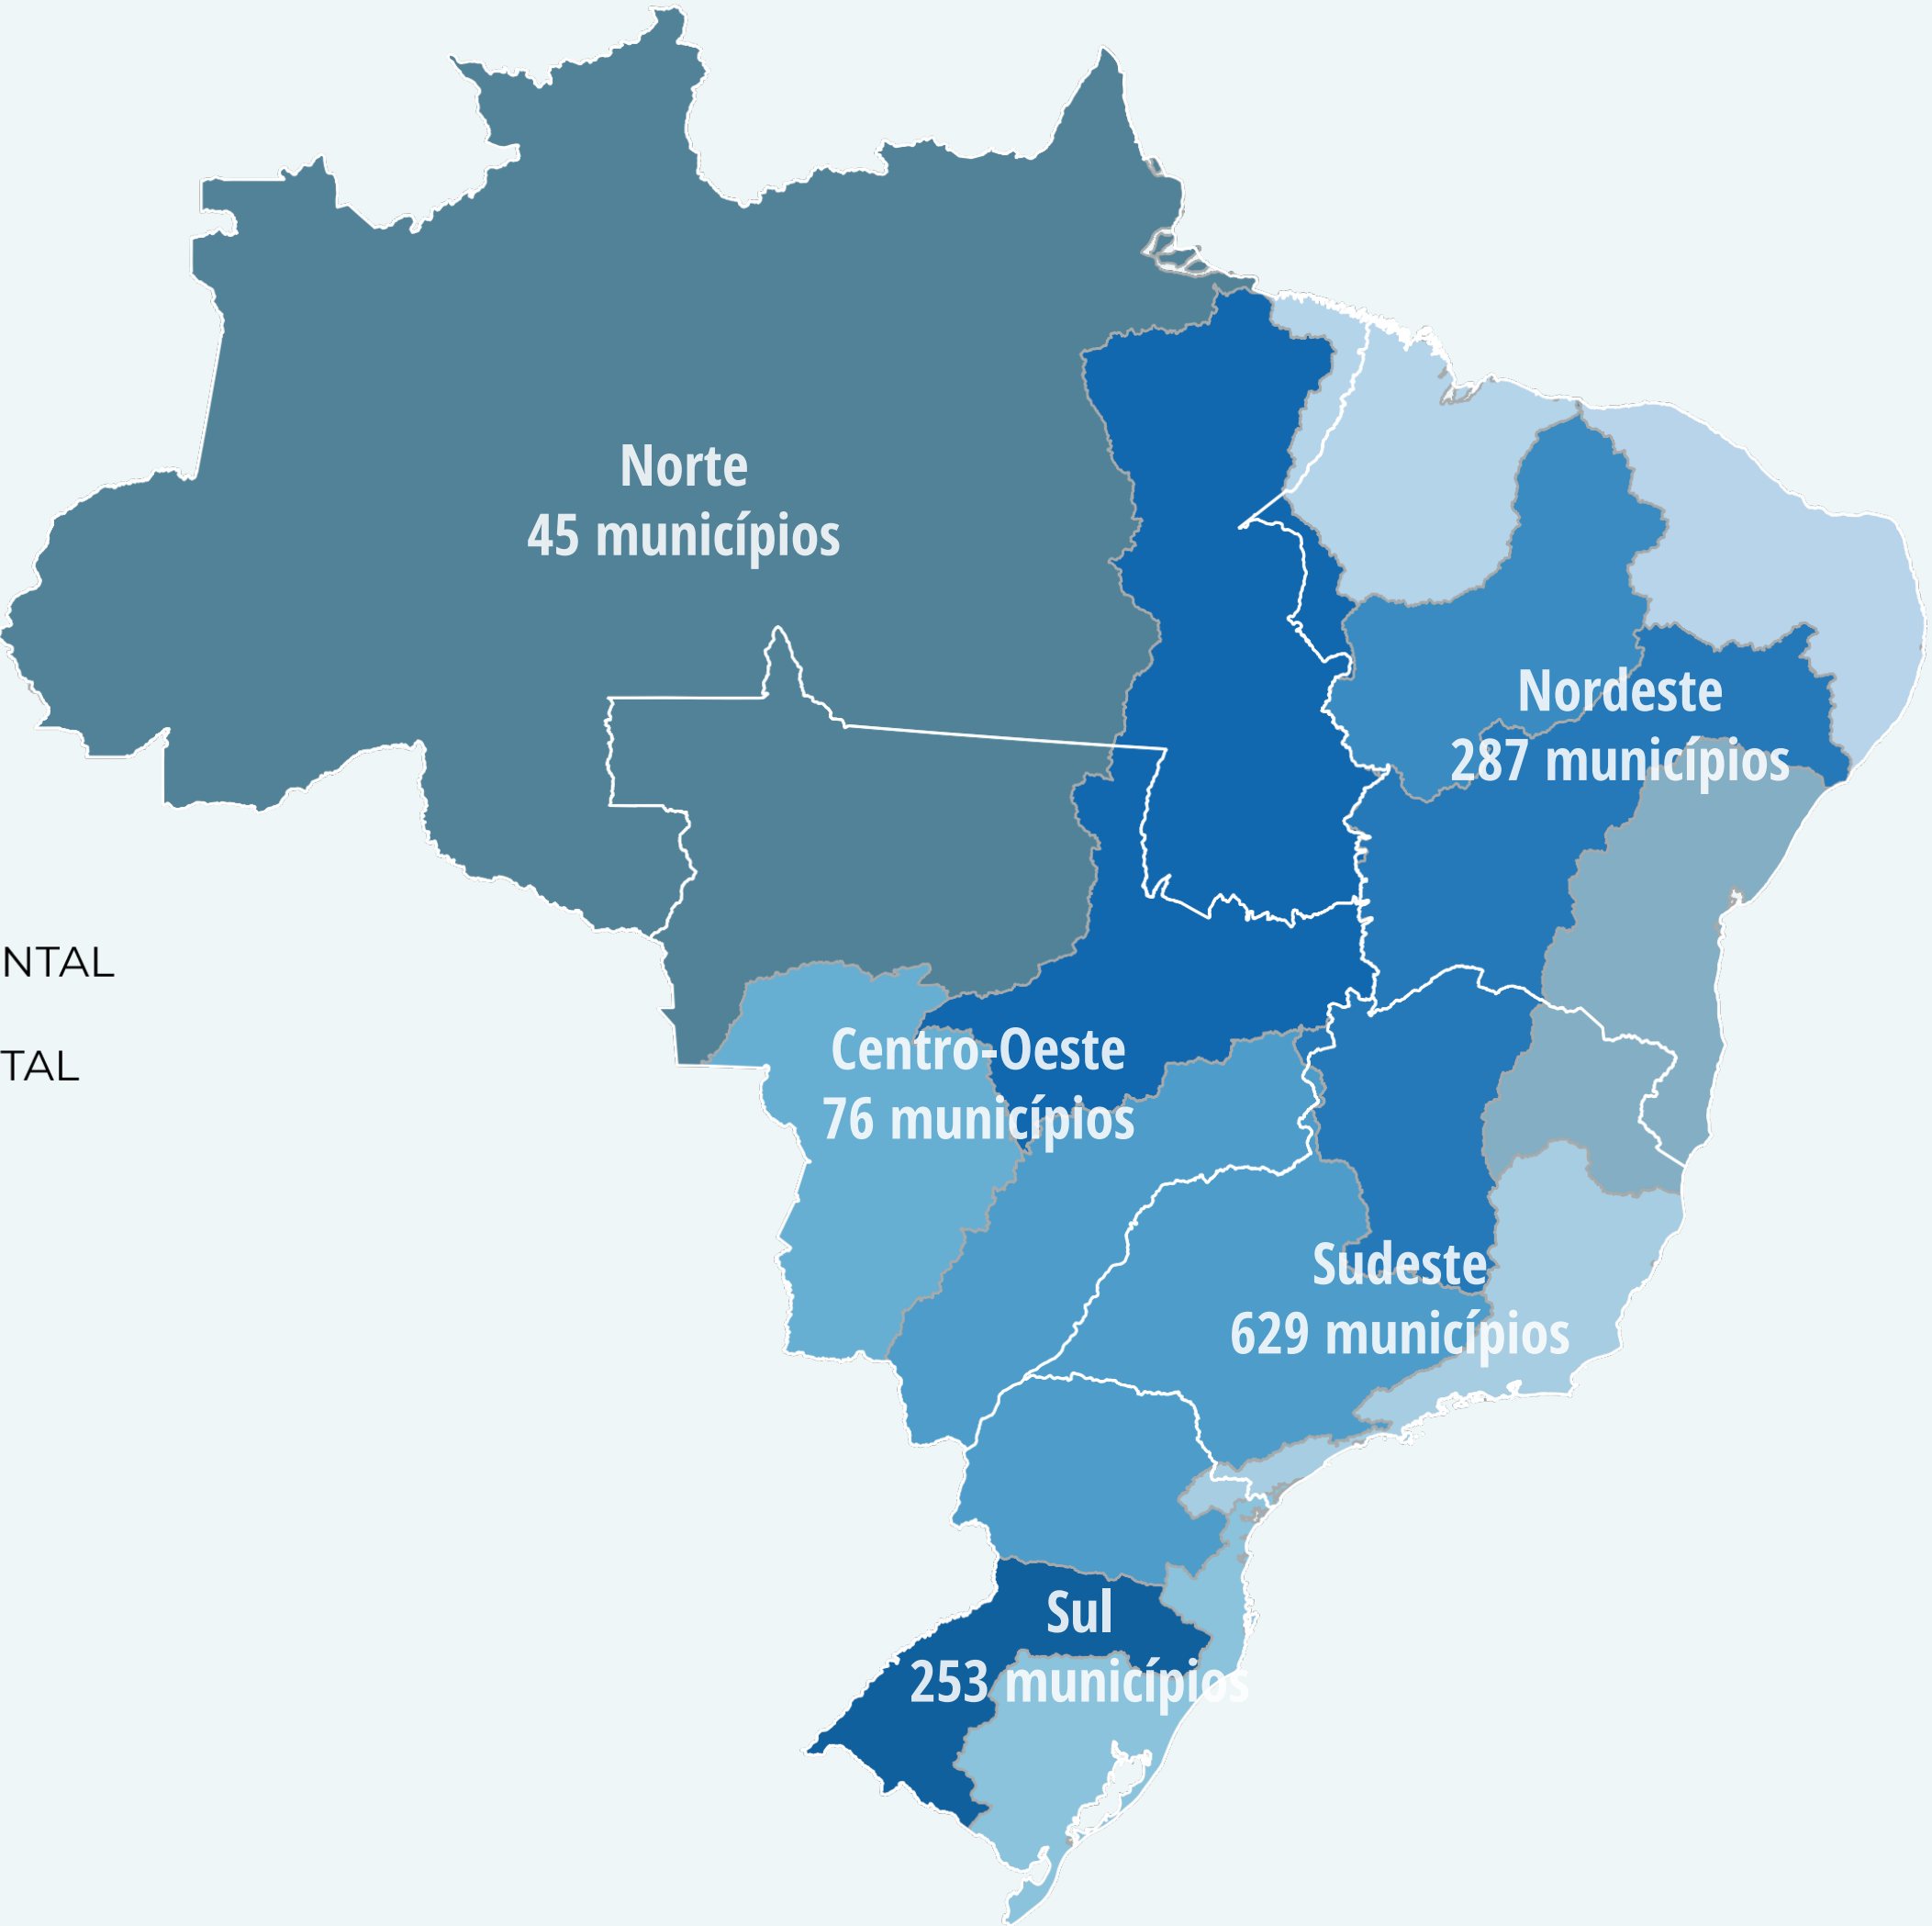 Norte
45 municípios
Nordeste
287 municípios
NTAL
Centro-Oeste
76 municípios
TAL
Sudeste
629 municípios
Sul
253 municípios